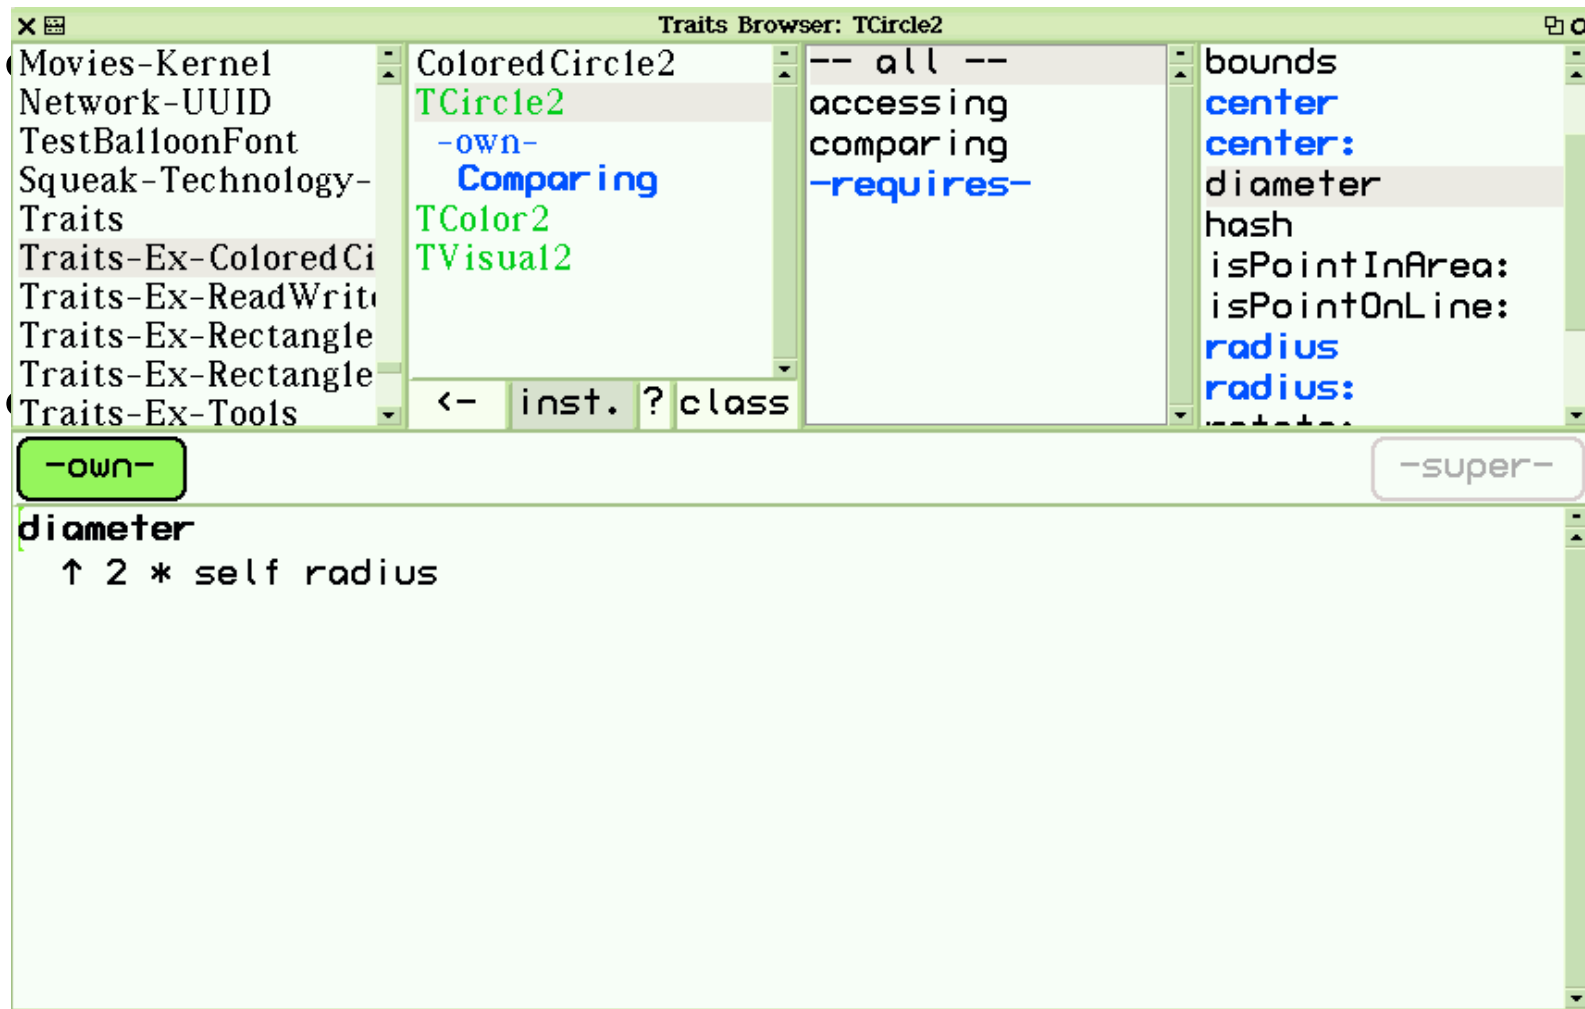 Traits Browser: TCircle2
Movies-Kernel
Network-UUID
TestBalloonFont
Squeak-Technology-
Traits
Traits-Ex-ColoredCi
Traits-Ex-ReadWrite
Traits-Ex-Rectangle
Traits-Ex-Rectangle
Traits-Ex-Tools
ColoredCircle2
TCircle2
-own-
Comparing
TColor2
TVisual2
<- inst. ? class
-- all --
accessing
comparing
-requires-
bounds
center
center:
diameter
hash
isPointInArea:
isPointOnLine:
radius
radius:
-own-
-super-
diameter
↑ 2 * self radius